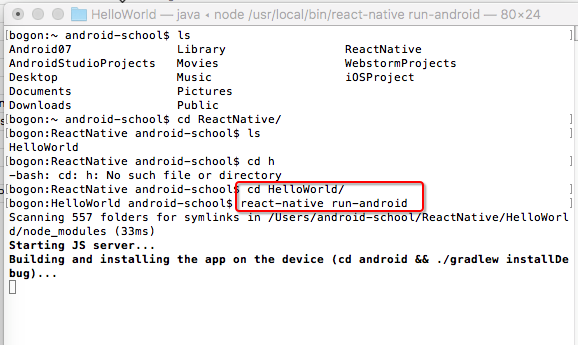 HelloWorld — java ◂ node /usr/local/bin/react-native run-android — 80×24
[bogon:~ android-school$ ls
Android07 Library ReactNative
AndroidStudioProjects Movies WebstormProjects
Desktop Music iOSProject
Documents Pictures
Downloads Public
[bogon:~ android-school$ cd ReactNative/ ]
[bogon:ReactNative android-school$ ls ]
HelloWorld
[bogon:ReactNative android-school$ cd h ]
-bash: cd: h: No such file or directory
[bogon:ReactNative android-school$ cd HelloWorld/ ]
[bogon:HelloWorld android-school$ react-native run-android ]
Scanning 557 folders for symlinks in /Users/android-school/ReactNative/HelloWorl
d/node_modules (33ms)
Starting JS server...
Building and installing the app on the device (cd android && ./gradlew installDe
bug)...